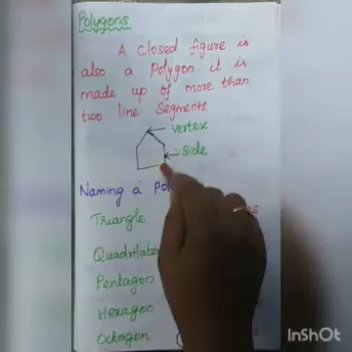 Polygons
A closed figure is
also a Polygon. it is
made up of more than
two line Segments.
vertex
side
Naming a
Triangle
Pentagon
Hexagon
Octogon
InShOt